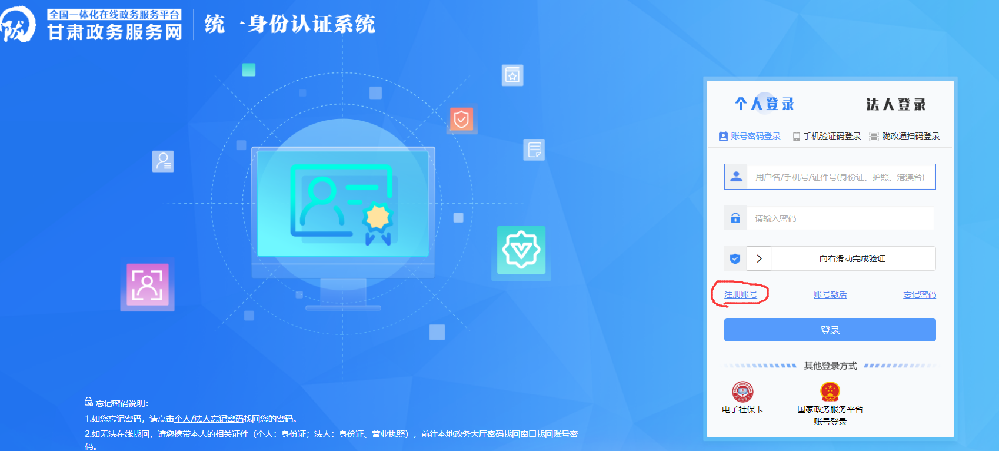 全国一体化在线政务服务平台
甘肃政务服务网
统一身份认证系统
个人登录
法人登录
账号密码登录
手机验证码登录
陇政通扫码登录
用户名/手机号/证件号(身份证、护照、港澳台)
请输入密码
向右滑动完成验证
注册账号
账号激活
忘记密码
登录
其他登录方式
电子社保卡
国家政务服务平台
账号登录
忘记密码说明：
1.如您忘记密码，请点击个人/法人忘记密码找回您的密码。
2.如无法在线找回，请您携带本人的相关证件（个人：身份证；法人：身份证、营业执照），前往本地政务大厅密码找回窗口找回账号密
码。